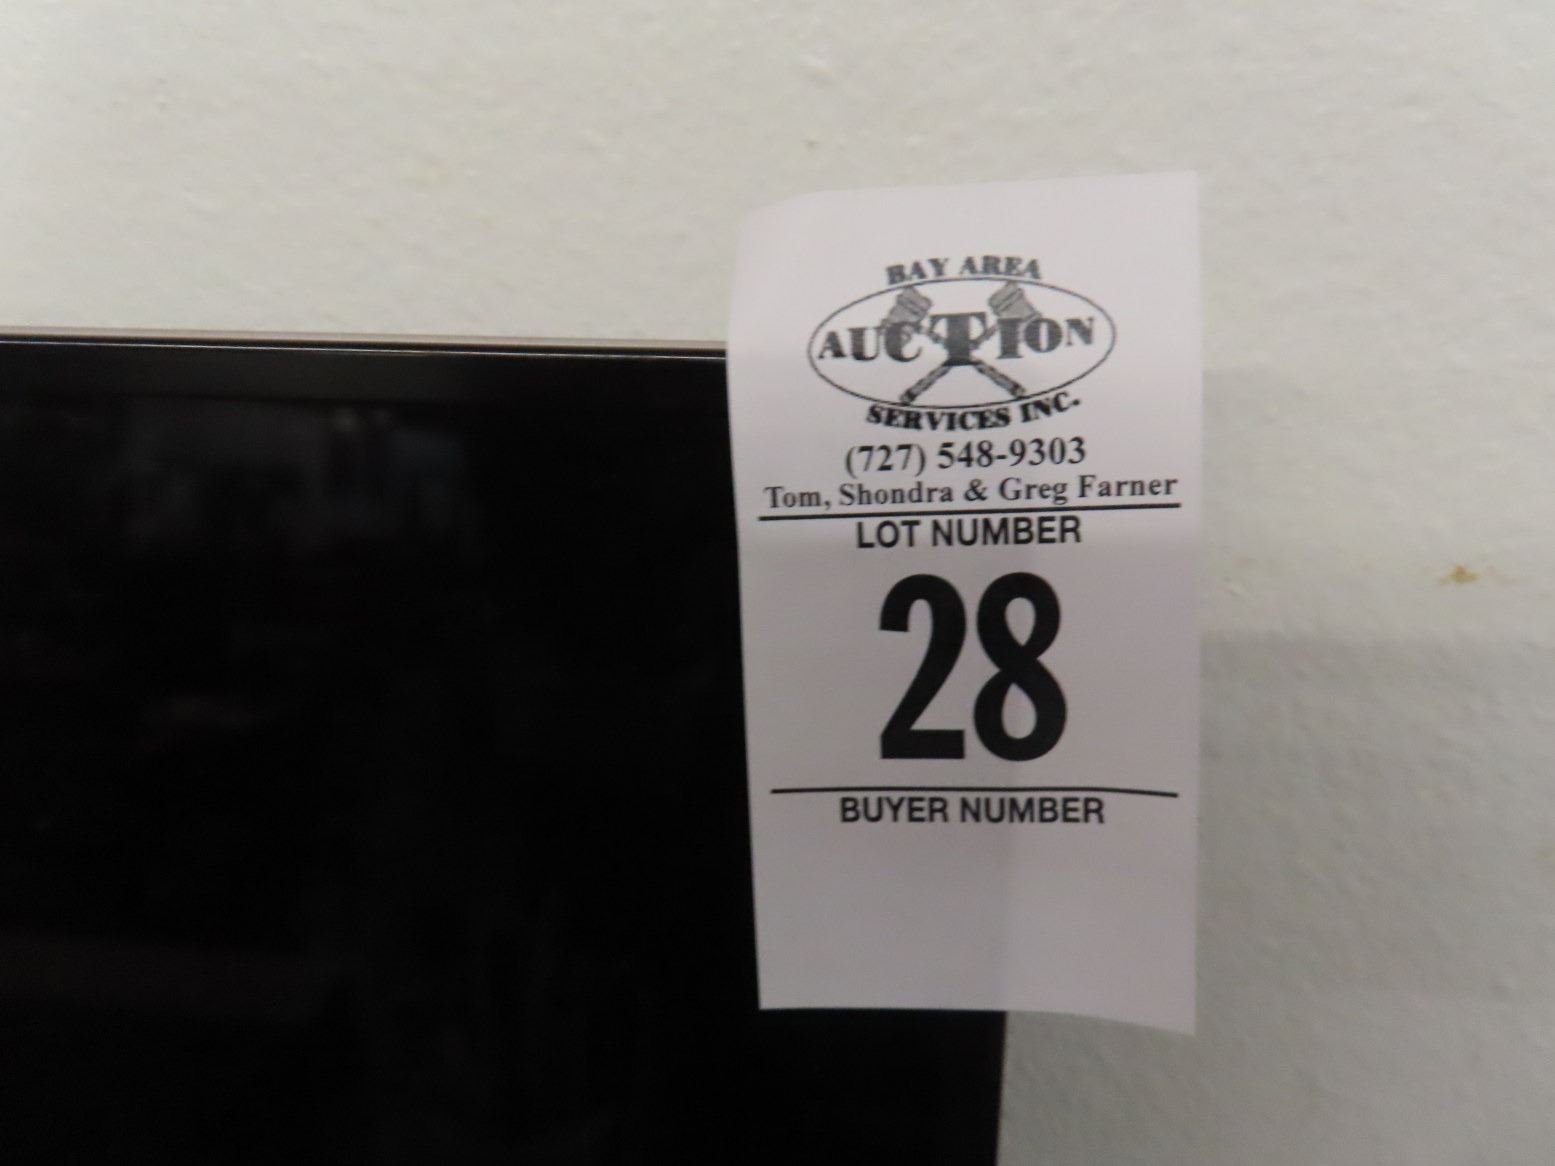 BAY AREA
AUCTION
SERVICES INC.
(727) 548-9303
Tom, Shondra & Greg Farner
LOT NUMBER
28
BUYER NUMBER